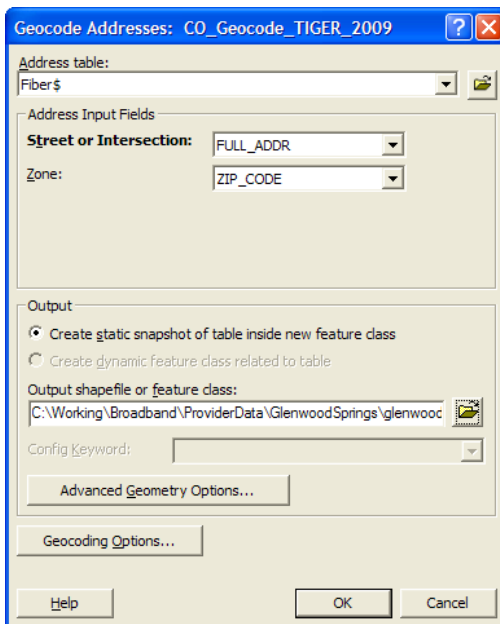 Geocode Addresses: CO_Geocode_TIGER_2009
Address table:
Fiber$
Address Input Fields
Street or Intersection: FULL_ADDR
Zone: ZIP_CODE
Output
Create static snapshot of table inside new feature class
Create dynamic feature class related to table
Output shapefile or feature class:
C:\Working\Broadband\ProviderData\GlenwoodSprings\glenwood
Config Keyword:
Advanced Geometry Options...
Geocoding Options...
Help OK Cancel